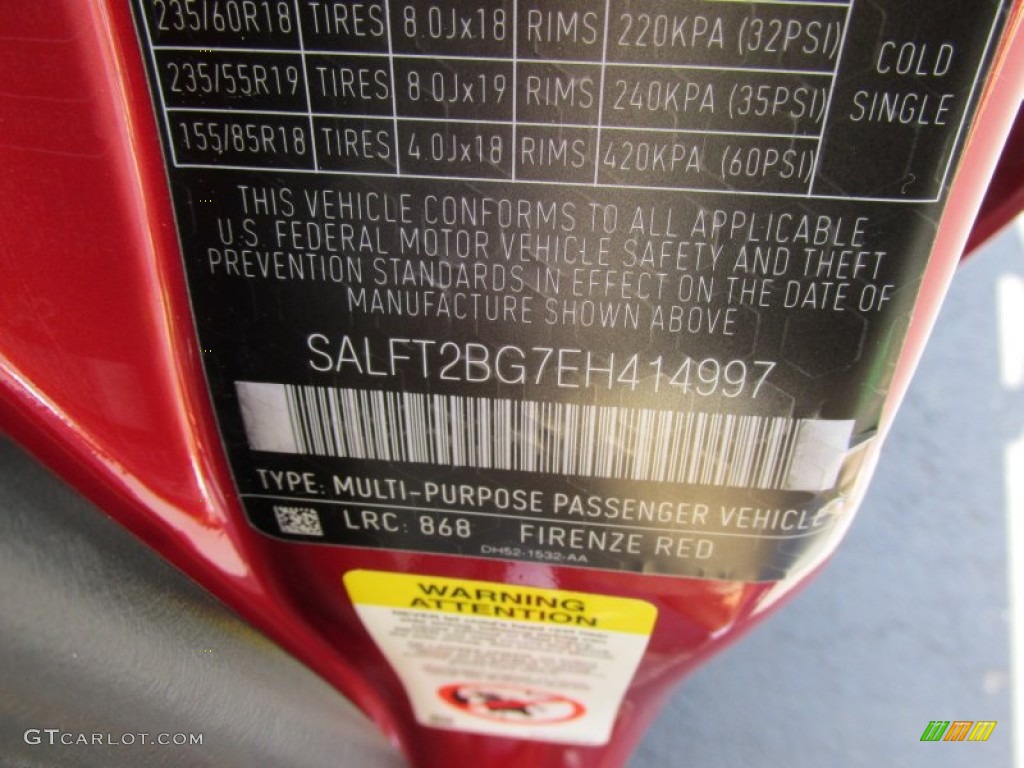 235/60R18 TIRES 8.0Jx18 RIMS 220KPA (32PSI)
235/55R19 TIRES 8.0Jx19 RIMS 240KPA (35PSI)
155/85R18 TIRES 4.0Jx18 RIMS 420KPA (60PSI)
COLD
SINGLE
THIS VEHICLE CONFORMS TO ALL APPLICABLE
U.S. FEDERAL MOTOR VEHICLE SAFETY AND THEFT
PREVENTION STANDARDS IN EFFECT ON THE DATE OF
MANUFACTURE SHOWN ABOVE
SALFT2BG7EH414997
TYPE: MULTI-PURPOSE PASSENGER VEHICLE
LRC: 868 FIRENZE RED
DH52-1532-AA
WARNING
ATTENTION
GTCARLOT.COM